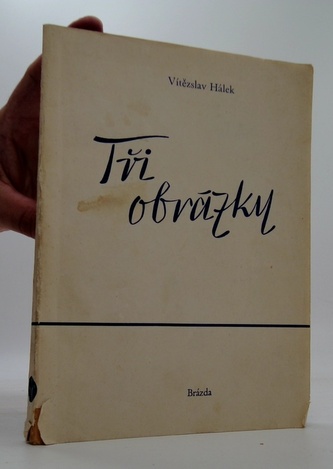 Vítězslav Hálek
Tři
obrázky
Brázda